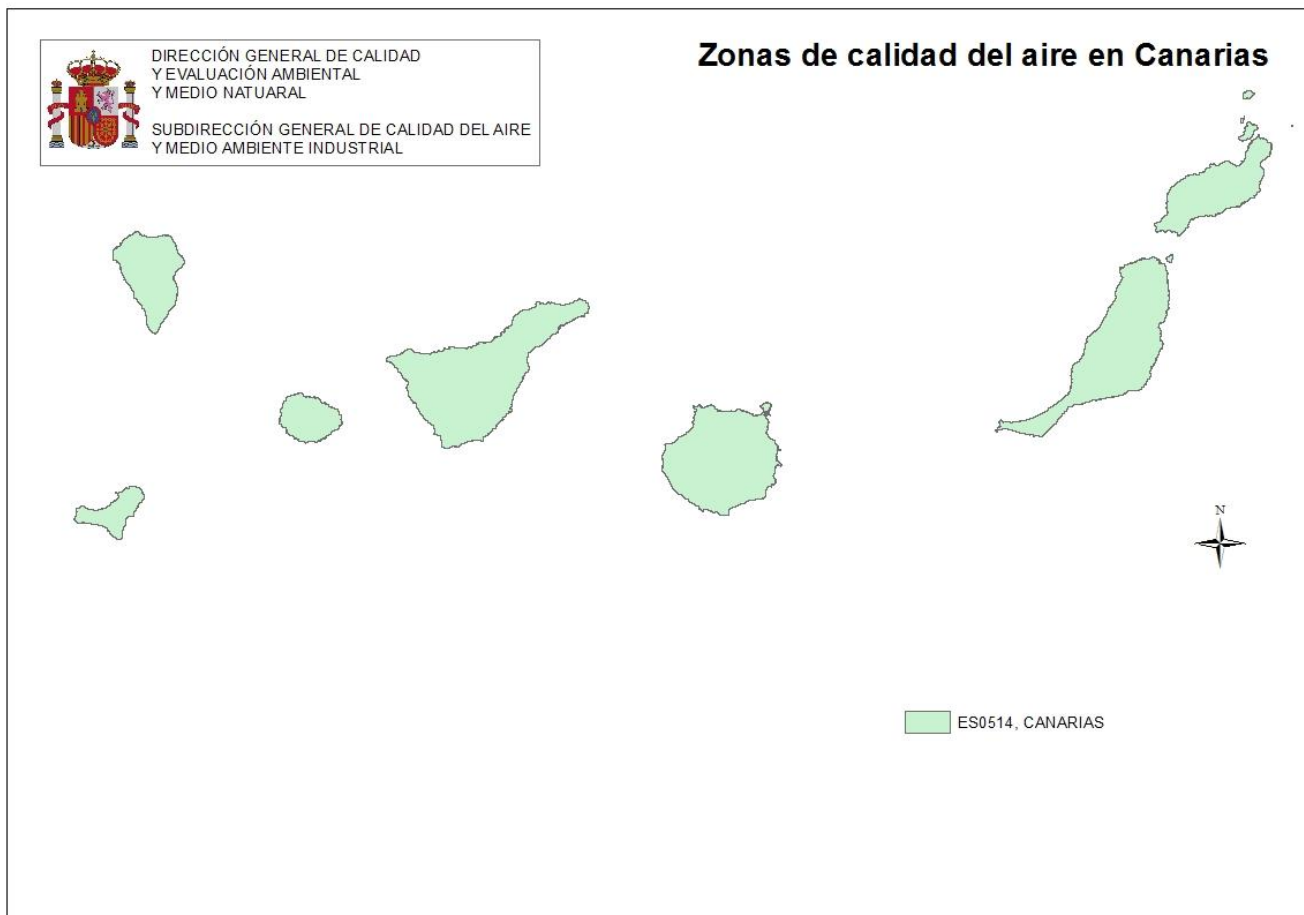 DIRECCIÓN GENERAL DE CALIDAD
Y EVALUACIÓN AMBIENTAL
Y MEDIO NATUARAL
SUBDIRECCIÓN GENERAL DE CALIDAD DEL AIRE
Y MEDIO AMBIENTE INDUSTRIAL
Zonas de calidad del aire en Canarias
N
ES0514, CANARIAS